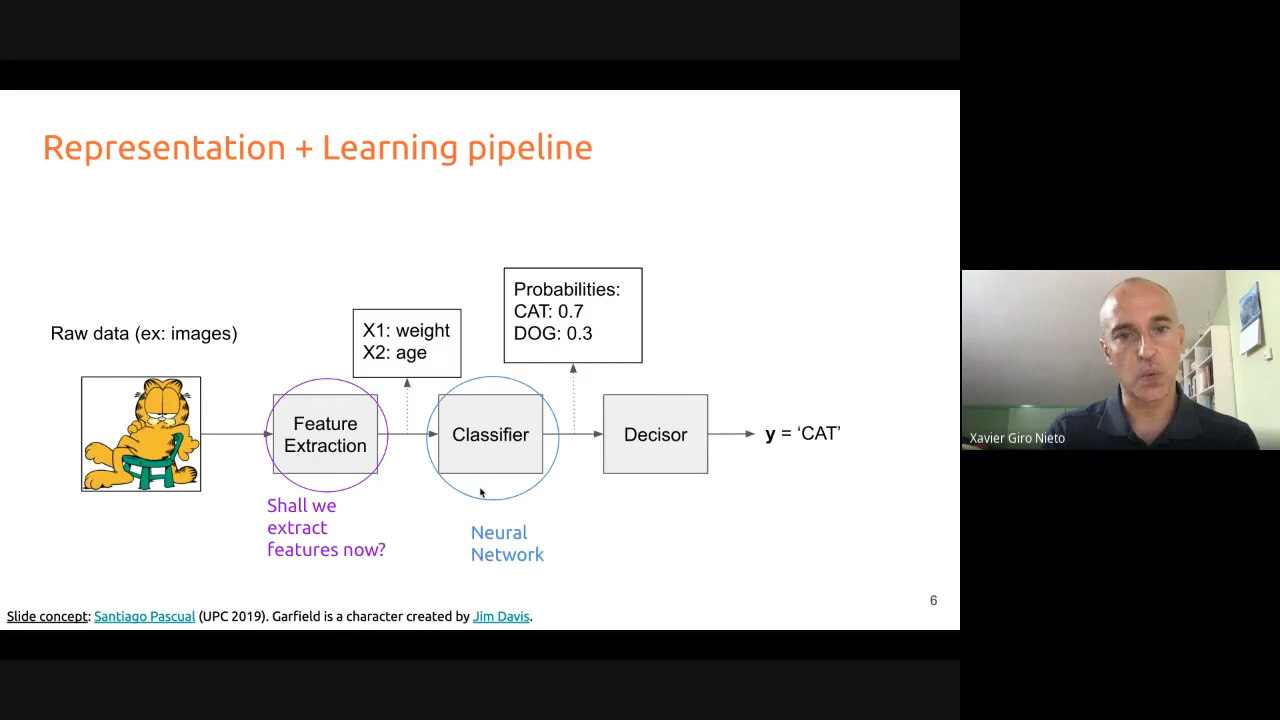 Representation + Learning pipeline
Raw data (ex: images)
X1: weight
X2: age
Probabilities:
CAT: 0.7
DOG: 0.3
Feature
Extraction
Classifier
Decisor
y = ‘CAT’
Shall we
extract
features now?
Neural
Network
6
Slide concept: Santiago Pascual (UPC 2019). Garfield is a character created by Jim Davis.
Xavier Giro Nieto